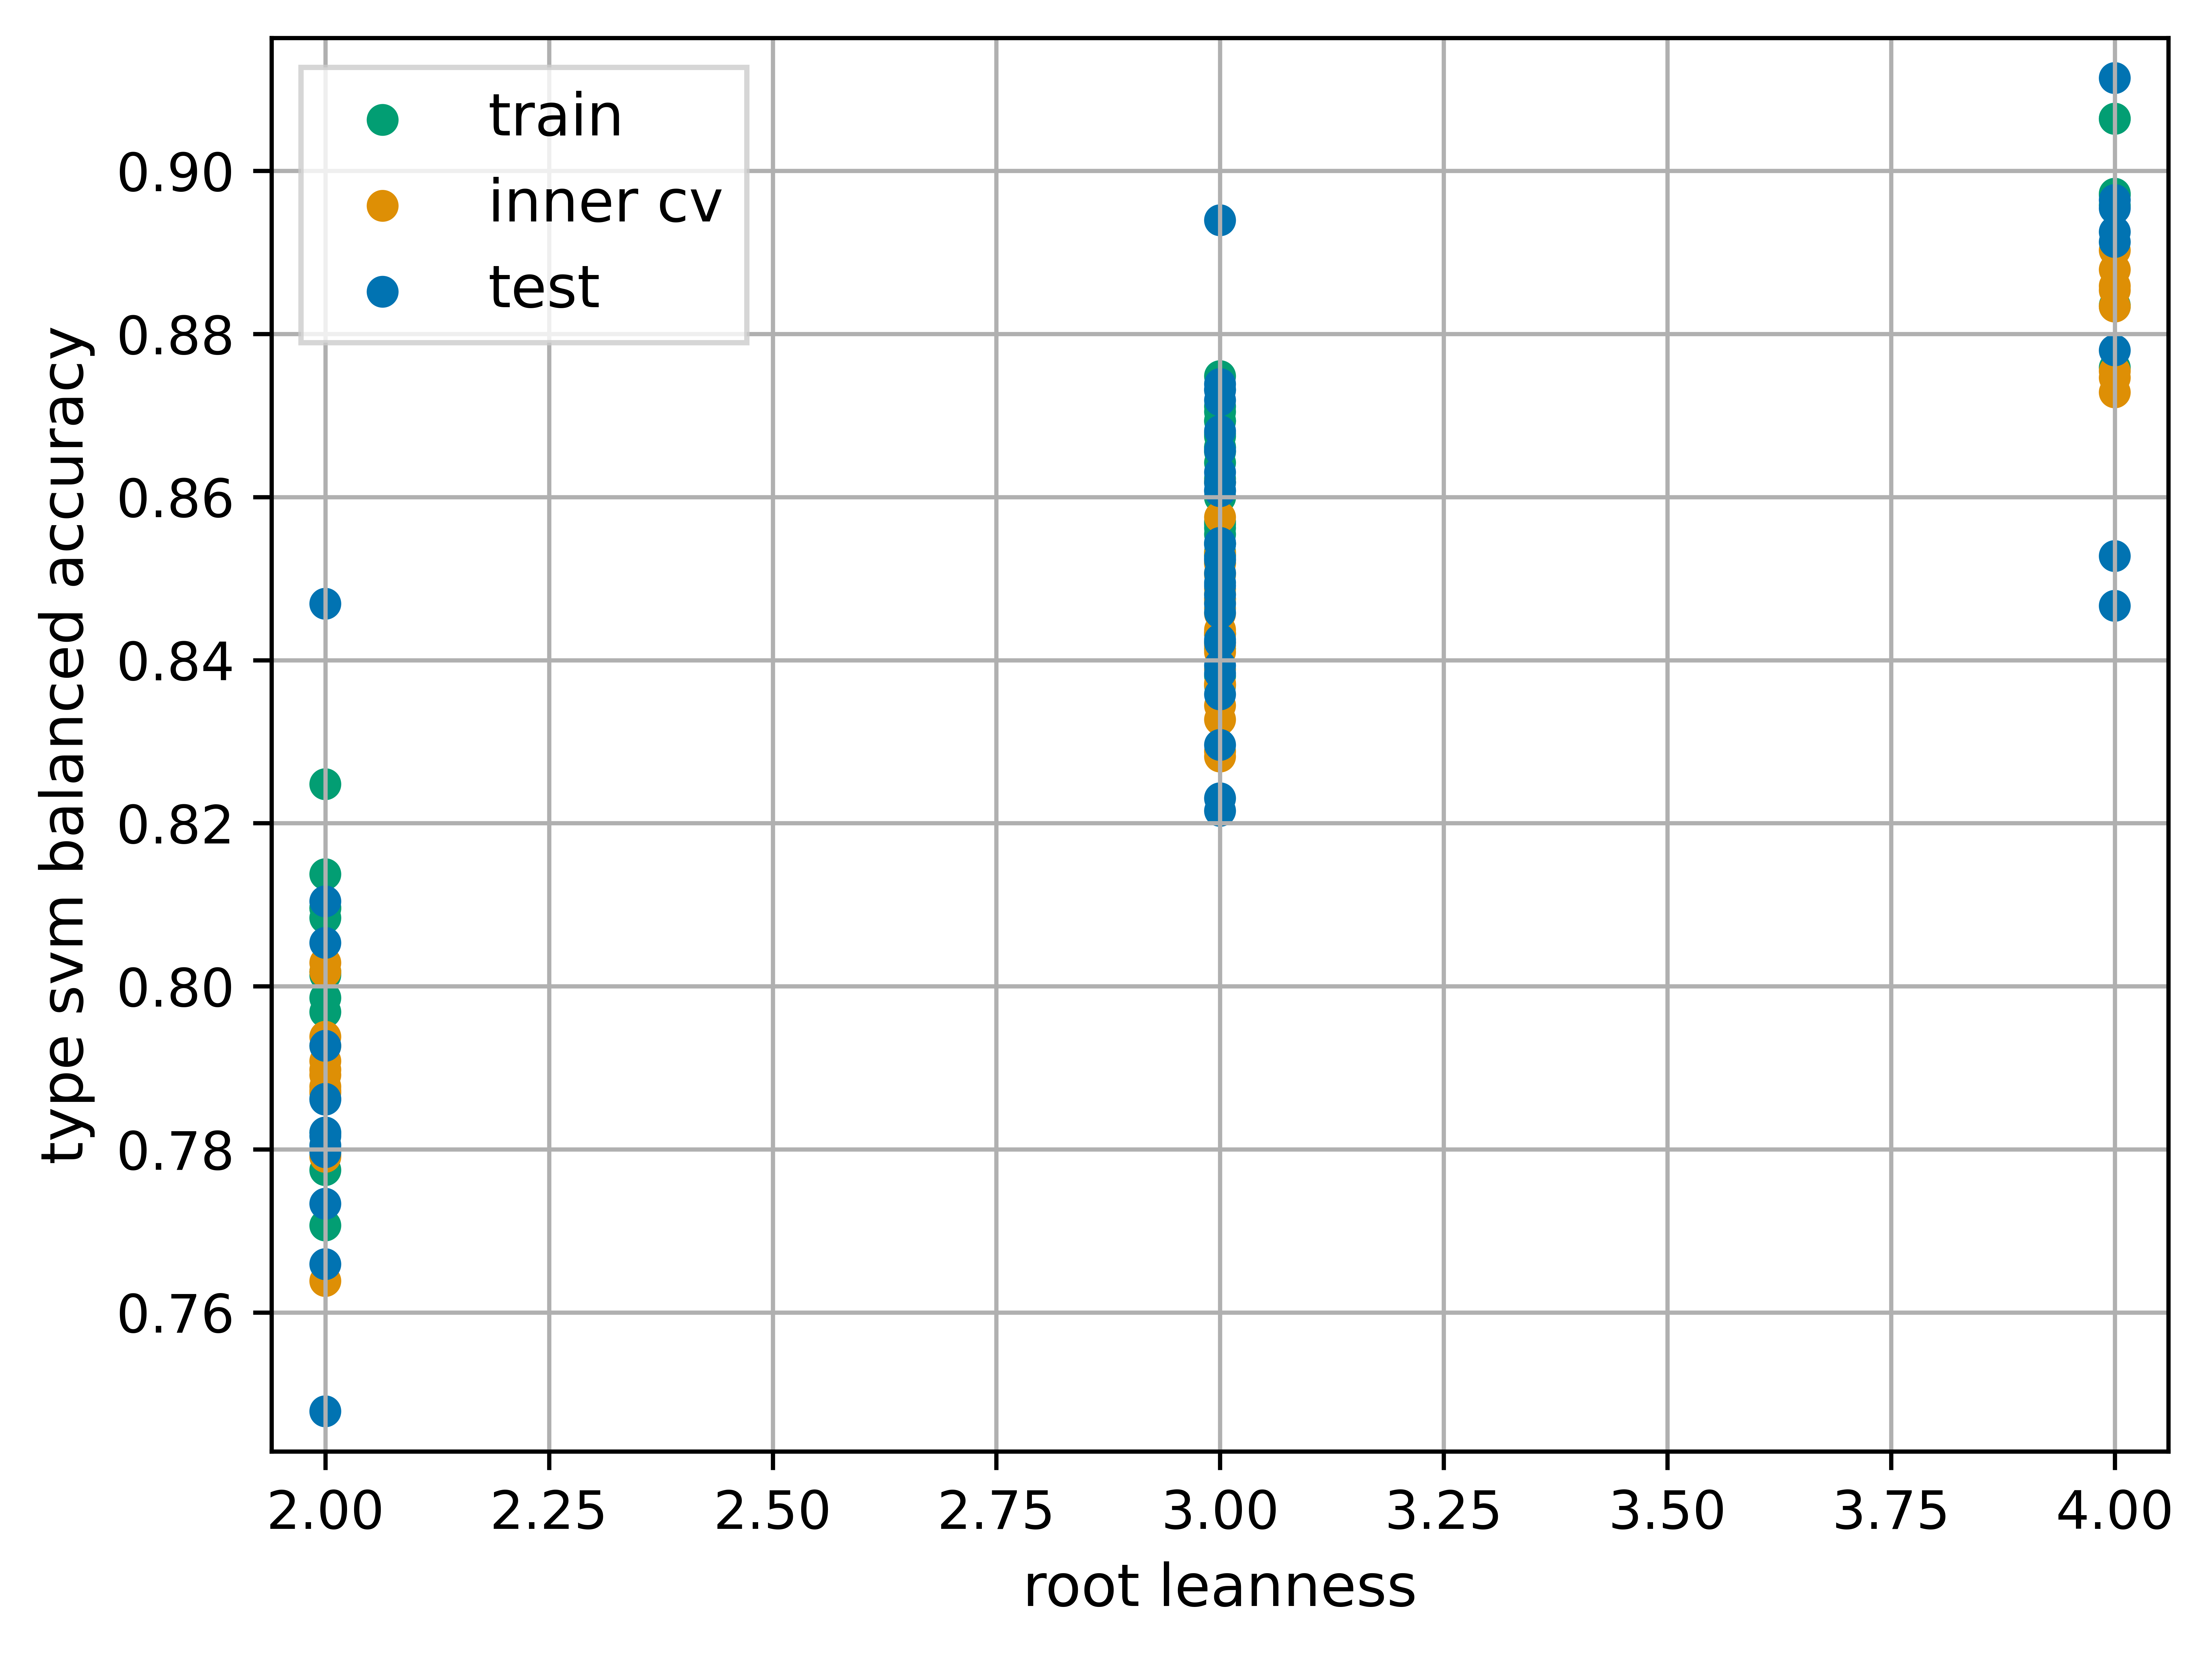 train
inner cv
test
0.90
0.88
0.86
0.84
0.82
0.80
0.78
0.76
type svm balanced accuracy
2.00 2.25 2.50 2.75 3.00 3.25 3.50 3.75 4.00
root leanness